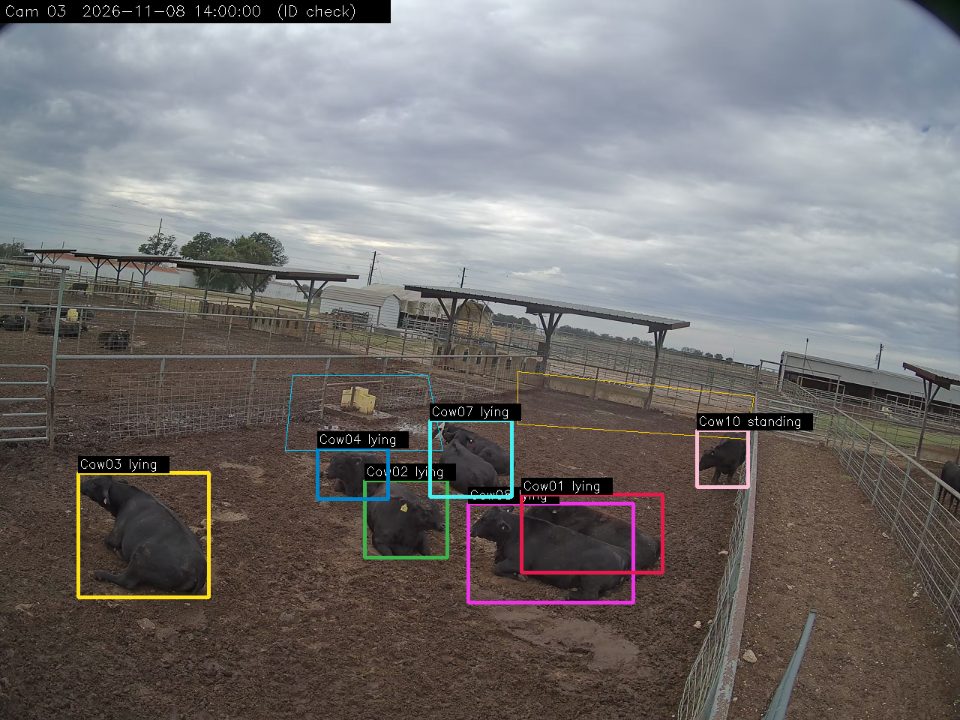 Cam 03 2026-11-08 14:00:00 (ID check)
Cow07 lying
Cow10 standing
Cow04 lying
Cow03 lying
Cow02 lying
Cow01 lying